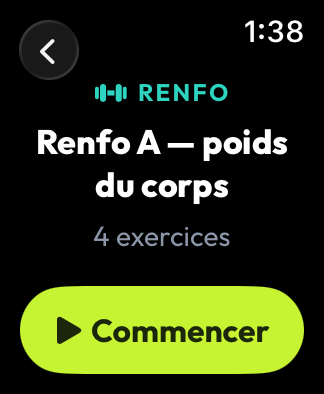 1:38
RENFO
Renfo A — poids
du corps
4 exercices
Commencer